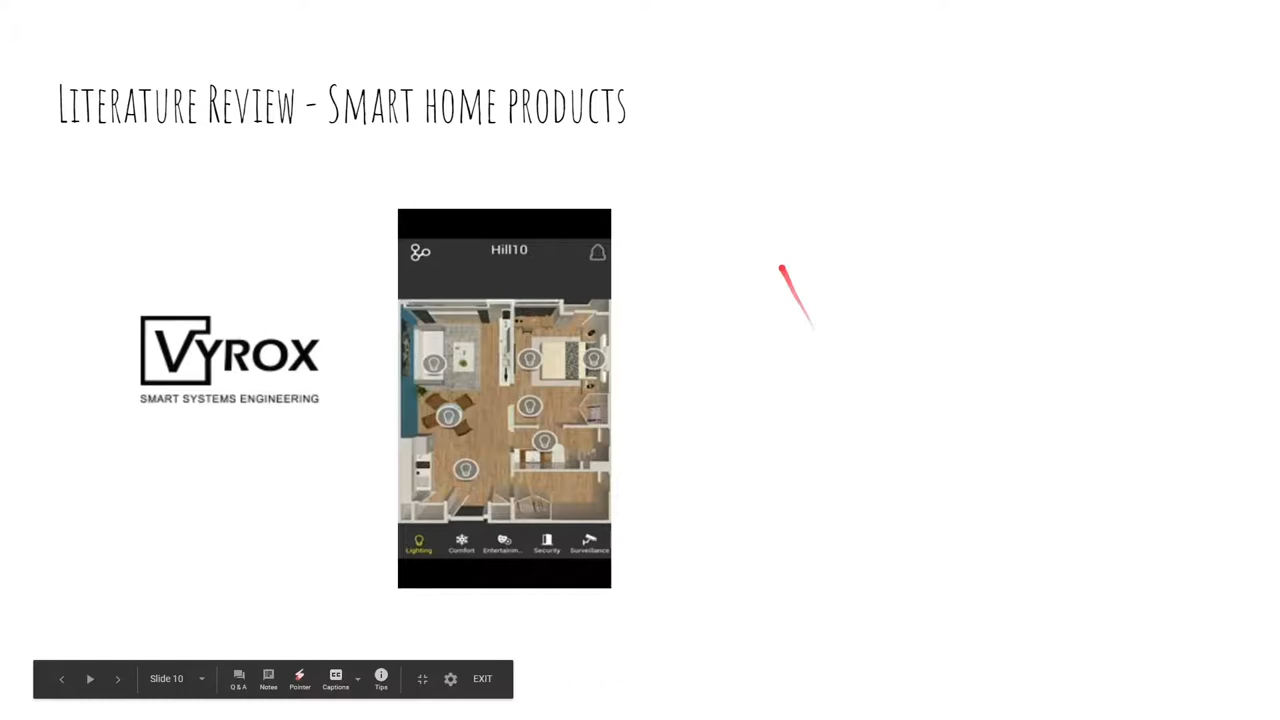 Literature Review - Smart home products
Hill10
VYROX
SMART SYSTEMS ENGINEERING
Lighting Comfort Entertainm... Security Surveillance
Slide 10 Q & A Notes Pointer Captions Tips EXIT